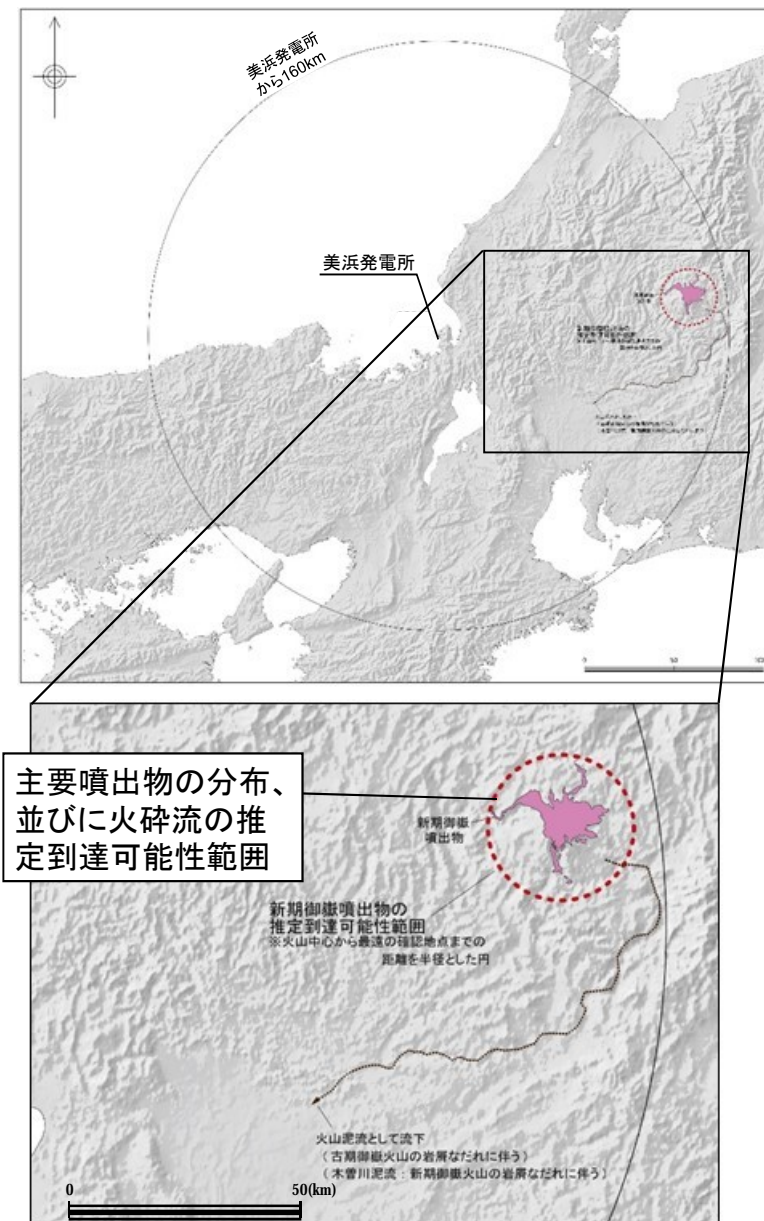 美浜発電所
から160km
美浜発電所
0
50
主要噴出物の分布、
並びに火砕流の推
定到達可能性範囲
新期御嶽
噴出物
新期御嶽噴出物の
推定到達可能性範囲
※火山中心から最遠の確認地点までの
距離を半径とした円
火山泥流として流下
（古期御嶽火山の岩屑なだれに伴う）
（木曽川泥流：新期御嶽火山の岩屑なだれに伴う）
0
50(km)